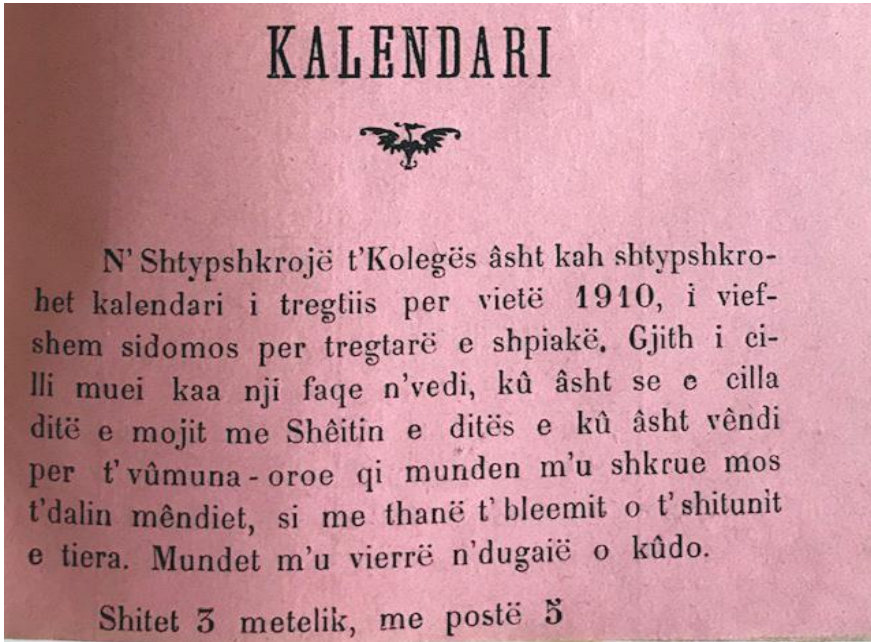 KALENDARI
N' Shtypshkrojë t'Kolegës âsht kah shtypshkro-
het kalendari i tregtiis per vietë 1910, i vief-
shem sidomos per tregtarë e shpiakë. Gjith i ci-
lli muei kaa nji faqe n'vedi, kû âsht se e cilla
ditë e mojit me Shêitin e ditës e kû âsht vêndi
per t'vûmuna - oroe qi munden m'u shkrue mos
t'dalin mêndiet, si me thanë t'bleemit o t'shitunit
e tiera. Mundet m'u vierrë n'dugaië o kûdo.
Shitet 3 metelik, me postë 5